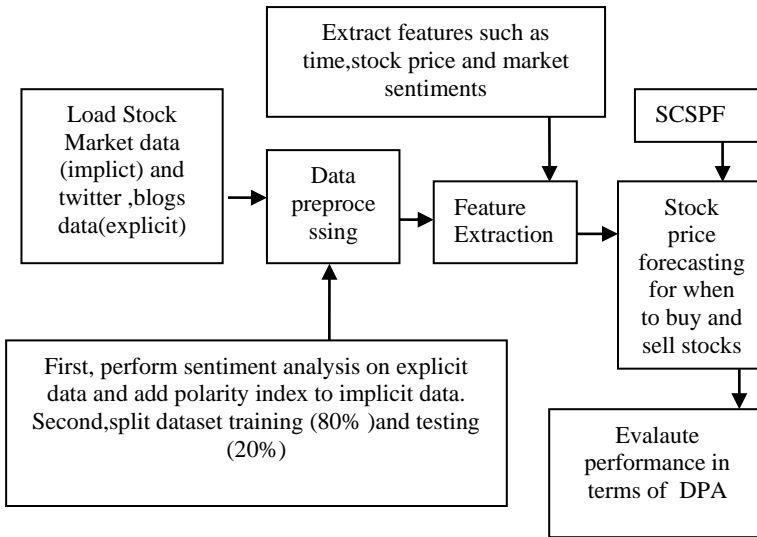 Extract features such as
time,stock price and market
sentiments
Load Stock
Market data
(implict) and
twitter ,blogs
data(explicit)
Data
preproce
ssing
Feature
Extraction
SCSPF
Stock
price
forecasting
for when
to buy and
sell stocks
First, perform sentiment analysis on explicit
data and add polarity index to implicit data.
Second,split dataset training (80% )and testing
(20%)
Evalaute
performance in
terms of DPA